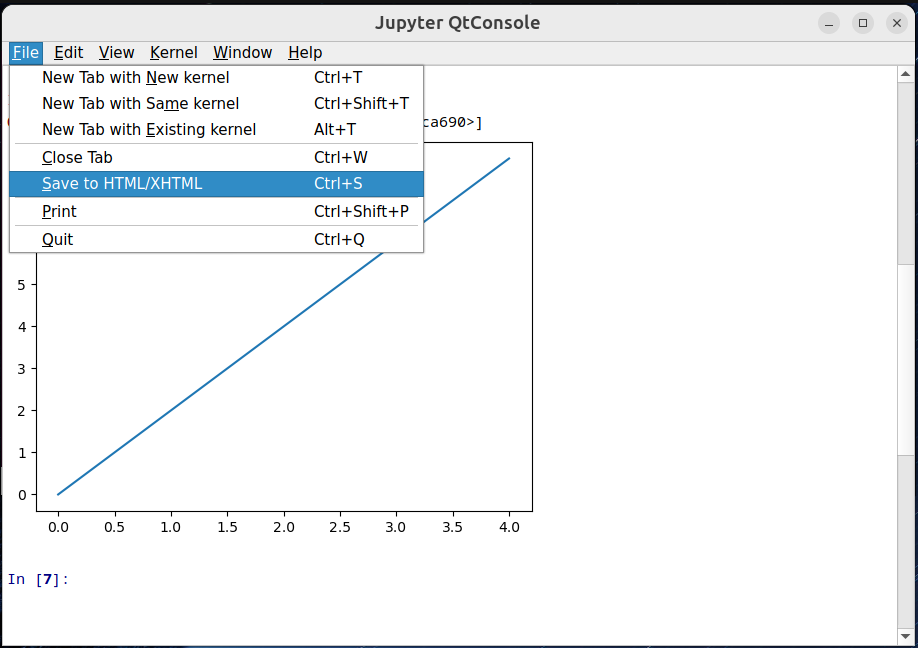 Jupyter QtConsole
File Edit View Kernel Window Help
New Tab with New kernel Ctrl+T
New Tab with Same kernel Ctrl+Shift+T
New Tab with Existing kernel Alt+T
Close Tab Ctrl+W
Save to HTML/XHTML Ctrl+S
Print Ctrl+Shift+P
Quit Ctrl+Q
ca690>]
5
4
3
2
1
0
0.0 0.5 1.0 1.5 2.0 2.5 3.0 3.5 4.0
In [7]: